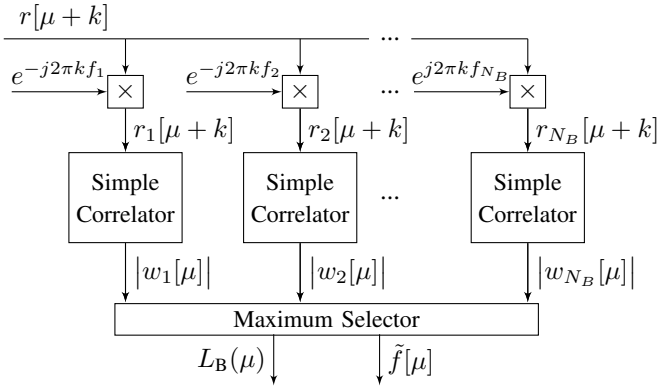 r[μ + k]
...
e^{-j2πkf_1} e^{-j2πkf_2} ... e^{j2πkf_{N_B}}
× × ×
r_1[μ + k] r_2[μ + k] r_{N_B}[μ + k]
Simple Simple Simple
Correlator Correlator ... Correlator
|w_1[μ]| |w_2[μ]| |w_{N_B}[μ]|
Maximum Selector
L_B(μ) f̃[μ]